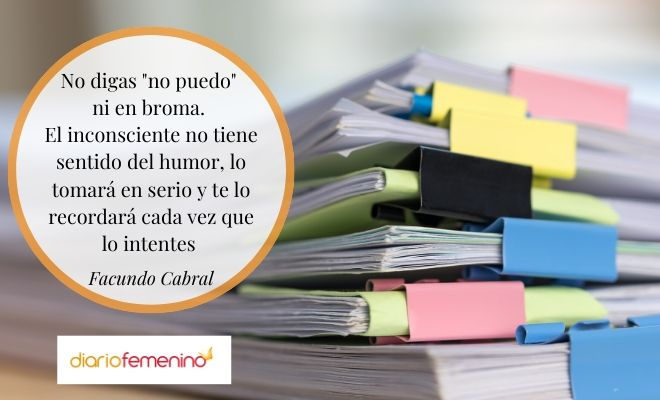 No digas "no puedo"
ni en broma.
El inconsciente no tiene
sentido del humor, lo
tomará en serio y te lo
recordará cada vez que
lo intentes
Facundo Cabral
diariofemenino